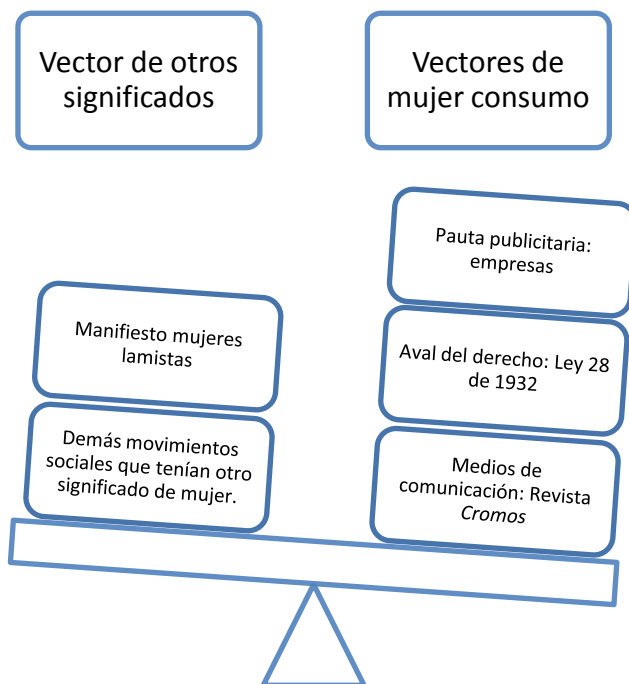 Vector de otros
significados
Vectores de
mujer consumo
Manifiesto mujeres
lamistas
Demás movimientos
sociales que tenían otro
significado de mujer.
Pauta publicitaria:
empresas
Aval del derecho: Ley 28
de 1932
Medios de
comunicación: Revista
Cromos